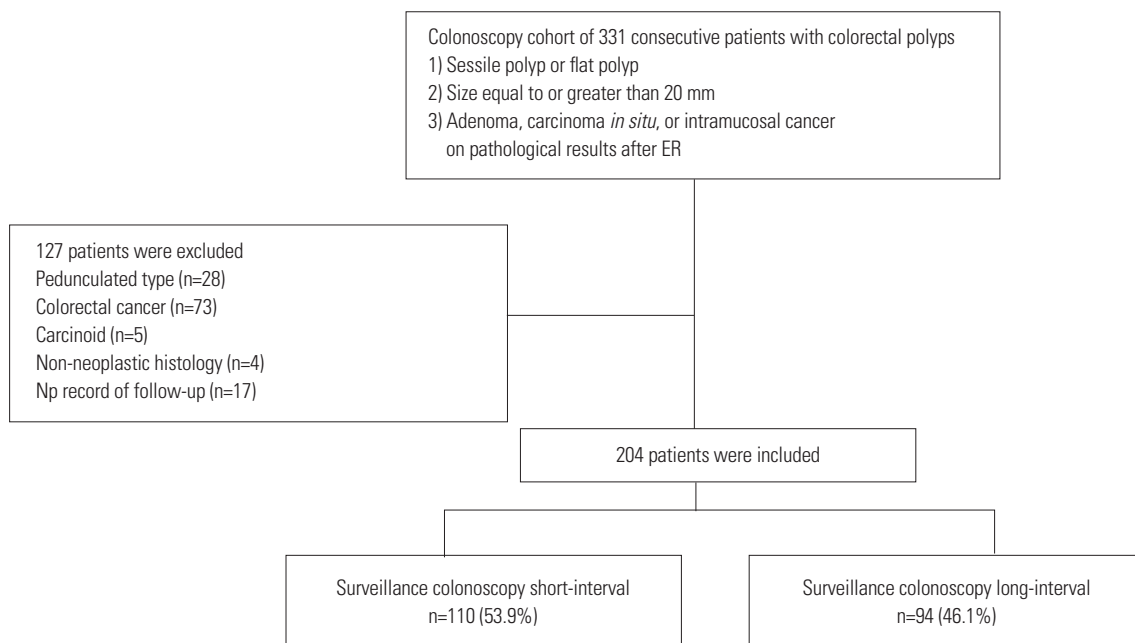 Colonoscopy cohort of 331 consecutive patients with colorectal polyps
1) Sessile polyp or flat polyp
2) Size equal to or greater than 20 mm
3) Adenoma, carcinoma in situ, or intramucosal cancer
on pathological results after ER
127 patients were excluded
Pedunculated type (n=28)
Colorectal cancer (n=73)
Carcinoid (n=5)
Non-neoplastic histology (n=4)
Np record of follow-up (n=17)
204 patients were included
Surveillance colonoscopy short-interval
n=110 (53.9%)
Surveillance colonoscopy long-interval
n=94 (46.1%)